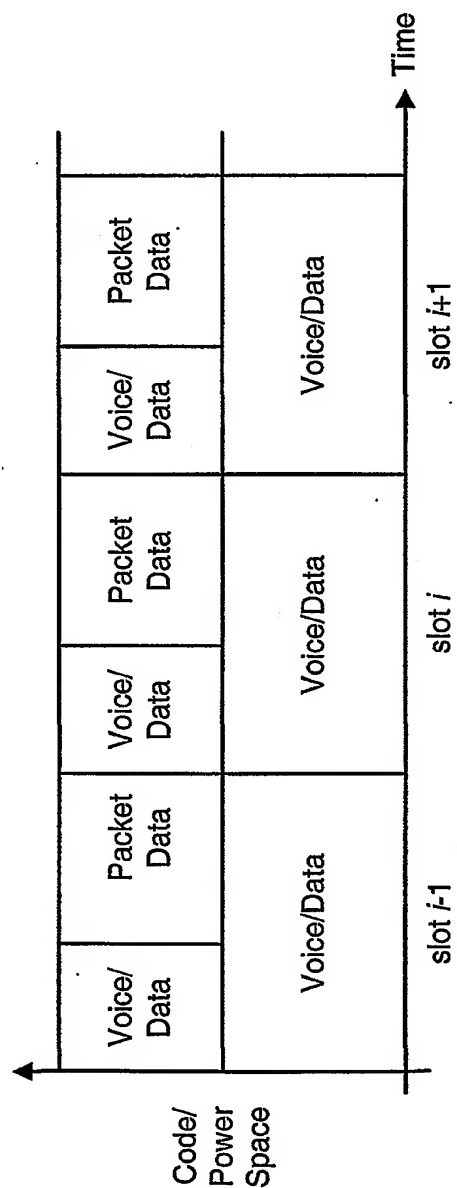 Code/
Power
Space
Voice/
Data
Packet
Data
Voice/
Data
Packet
Data
Voice/
Data
Packet
Data
Voice/Data
Voice/Data
Voice/Data
Time
slot i-1
slot i
slot i+1